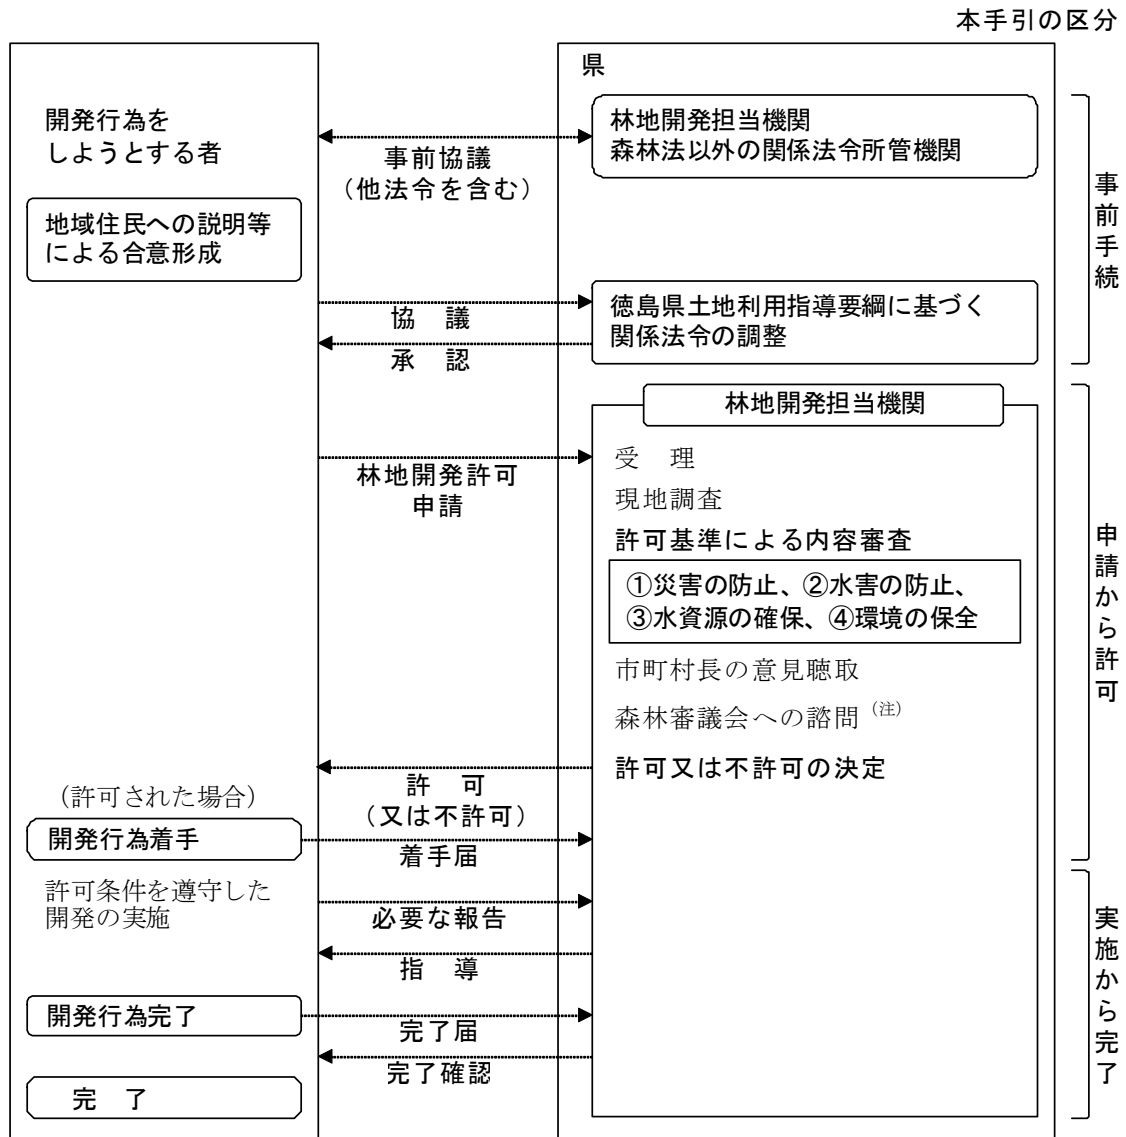 本手引の区分
県
開発行為を
しようとする者
事前協議
（他法令を含む）
林地開発担当機関
森林法以外の関係法令所管機関
地域住民への説明等
による合意形成
協　議
承　認
徳島県土地利用指導要綱に基づく
関係法令の調整
事前手続
林地開発担当機関
林地開発許可
申請
受　理
現地調査
許可基準による内容審査
①災害の防止、②水害の防止、
③水資源の確保、④環境の保全
市町村長の意見聴取
森林審議会への諮問（注）
許可又は不許可の決定
許　可
（又は不許可）
（許可された場合）
開発行為着手
着手届
申請から許可
許可条件を遵守した
開発の実施
必要な報告
指　導
開発行為完了
完了届
完了確認
完　了
実施から完了